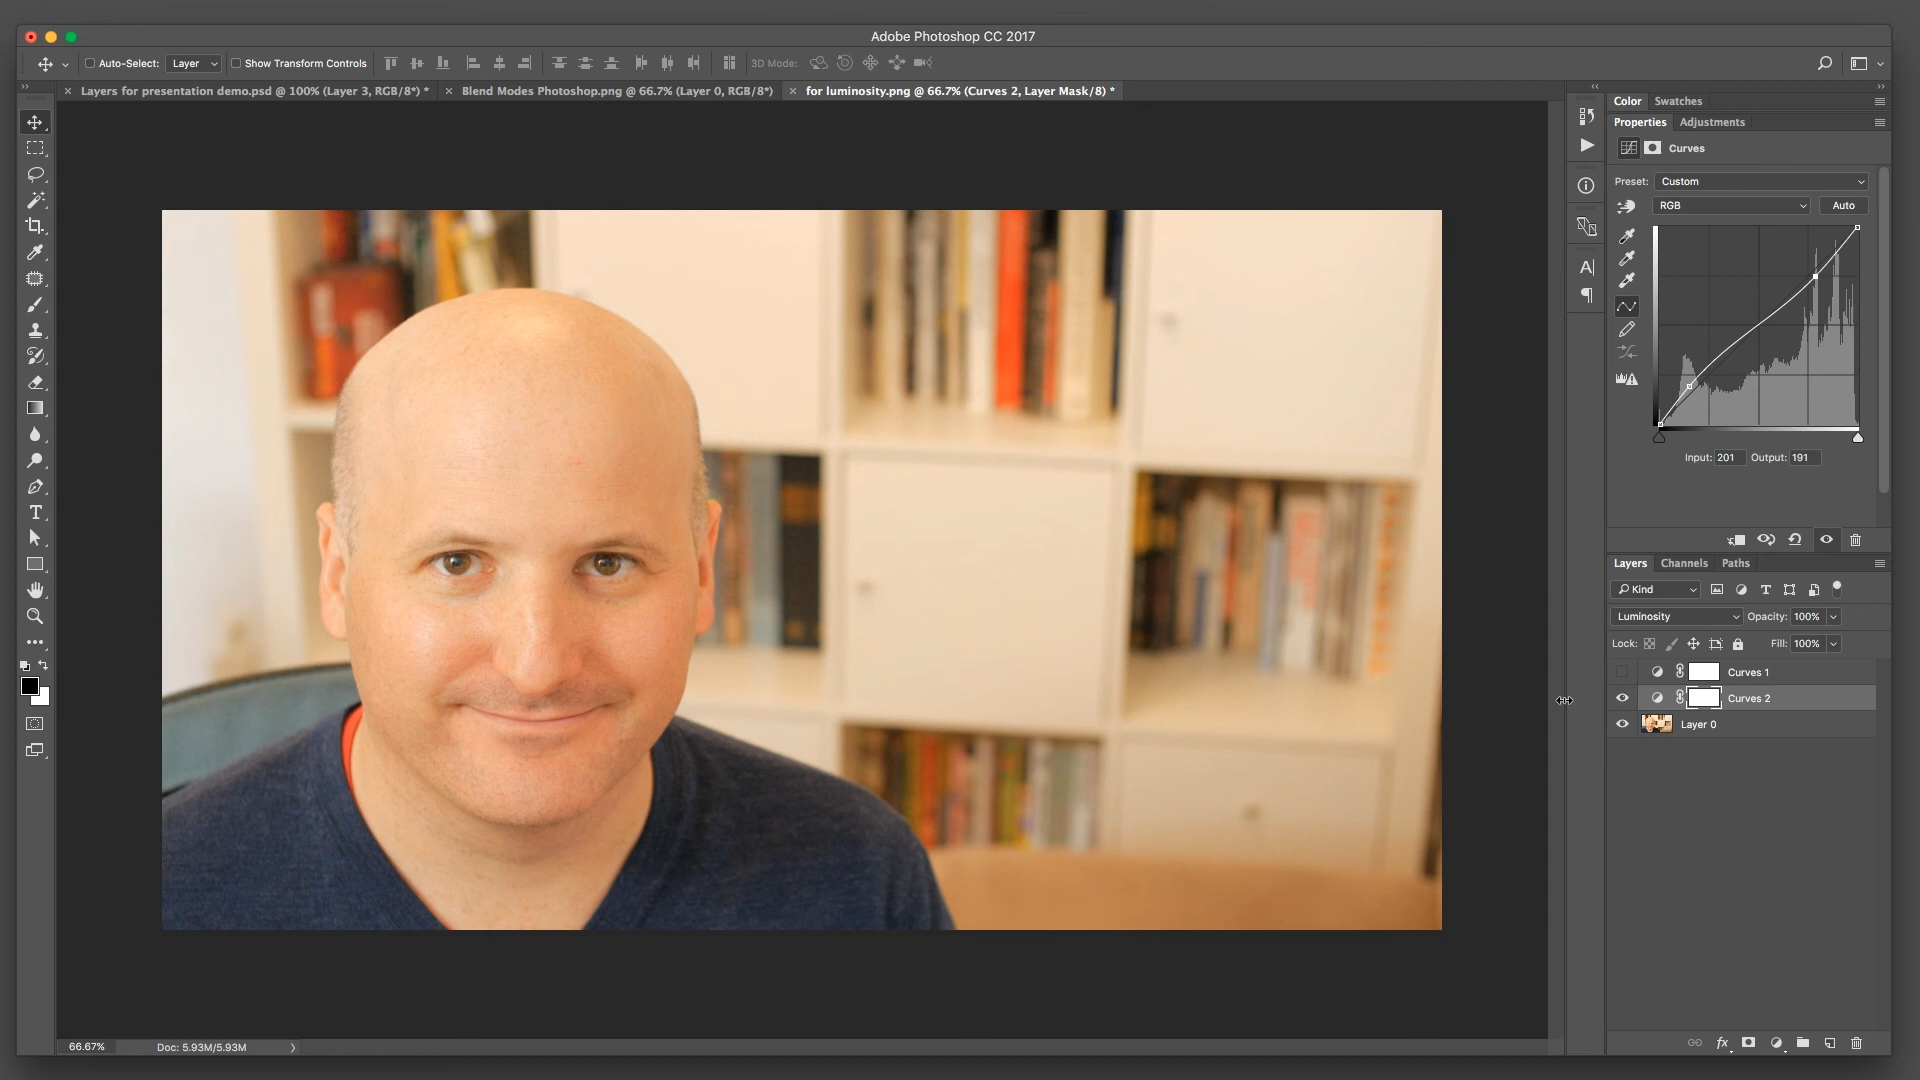 Adobe Photoshop CC 2017
Auto-Select: Layer Show Transform Controls 3D Mode:
Layers for presentation demo.psd @ 100% (Layer 3, RGB/8*) *
Blend Modes Photoshop.png @ 66.7% (Layer 0, RGB/8*)
for luminosity.png @ 66.7% (Curves 2, Layer Mask/8) *
Color Swatches
Properties Adjustments
Curves
Preset: Custom
RGB Auto
Input: 201 Output: 191
Layers Channels Paths
Kind
Luminosity Opacity: 100%
Lock: Fill: 100%
Curves 1
Curves 2
Layer 0
66.67% Doc: 5.93M/5.93M